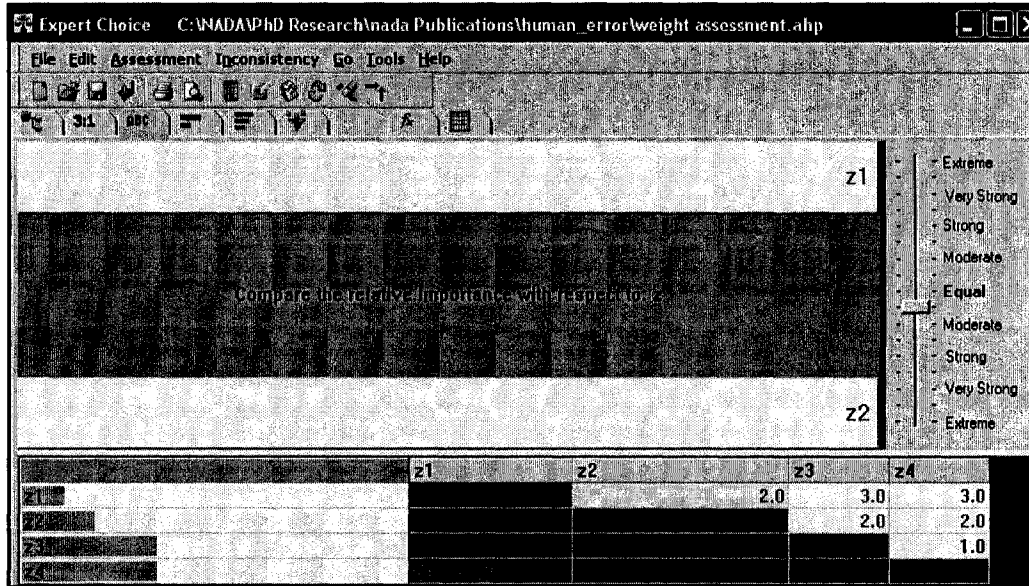 Expert Choice C:\NADA\PhD Research\nada Publications\human_error\weight assessment.ahp
File Edit Assessment Inconsistency Go Tools Help
3:1 ABC
z1
Extreme
Very Strong
Strong
Moderate
Compare the relative importance with respect to: z
Equal
Moderate
Strong
Very Strong
z2
Extreme
z1 z2 z3 z4
z1 2.0 3.0 3.0
z2 2.0 2.0
z3 1.0
z4